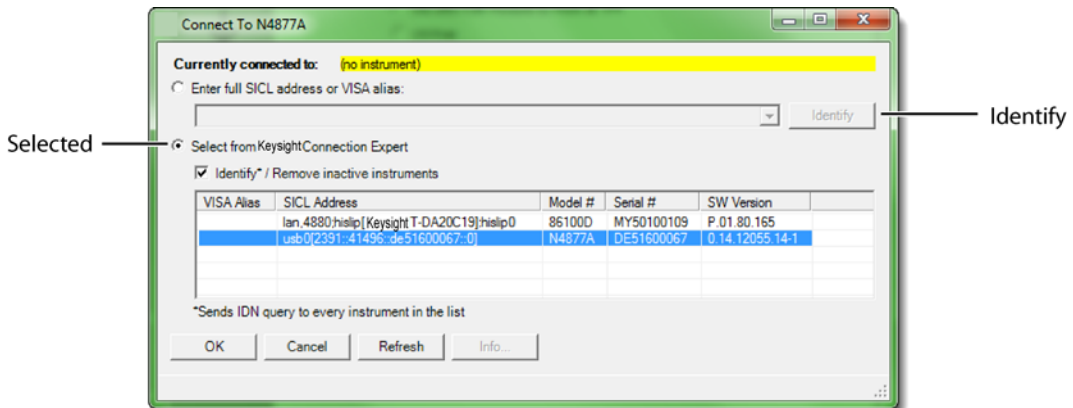 Connect To N4877A
Currently connected to: (no instrument)
Enter full SICL address or VISA alias:
Identify
Identify
Selected
Select from Keysight Connection Expert
Identify* / Remove inactive instruments
VISA Alias SICL Address Model # Serial # SW Version
lan,4880;hislip[Keysight T-DA20C19]:hislip0 86100D MY50100109 P.01.80.165
usb0[2391::41496::de51600067::0] N4877A DE51600067 0.14.12055.14-1
*Sends IDN query to every instrument in the list
OK Cancel Refresh Info...